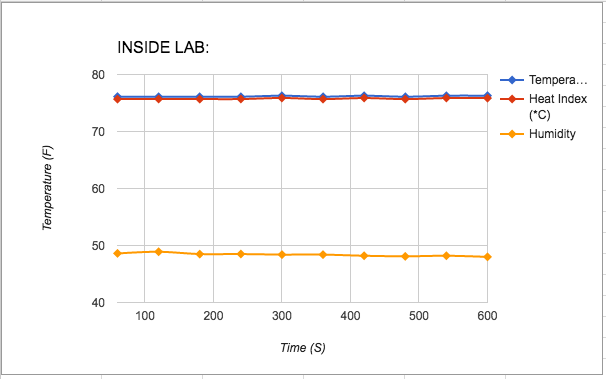 INSIDE LAB:
80
70
60
50
40
Temperature (F)
100 200 300 400 500 600
Time (S)
Tempera...
Heat Index
(*C)
Humidity